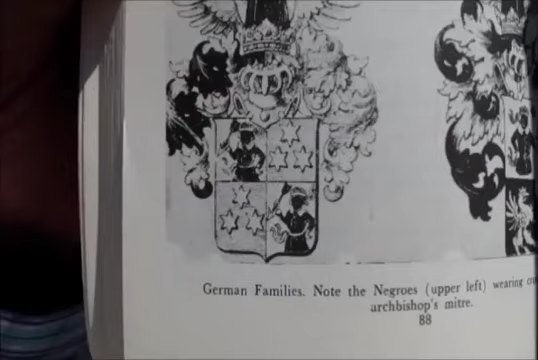 German Families. Note the Negroes (upper left) wearing
archbishop's mitre.
88